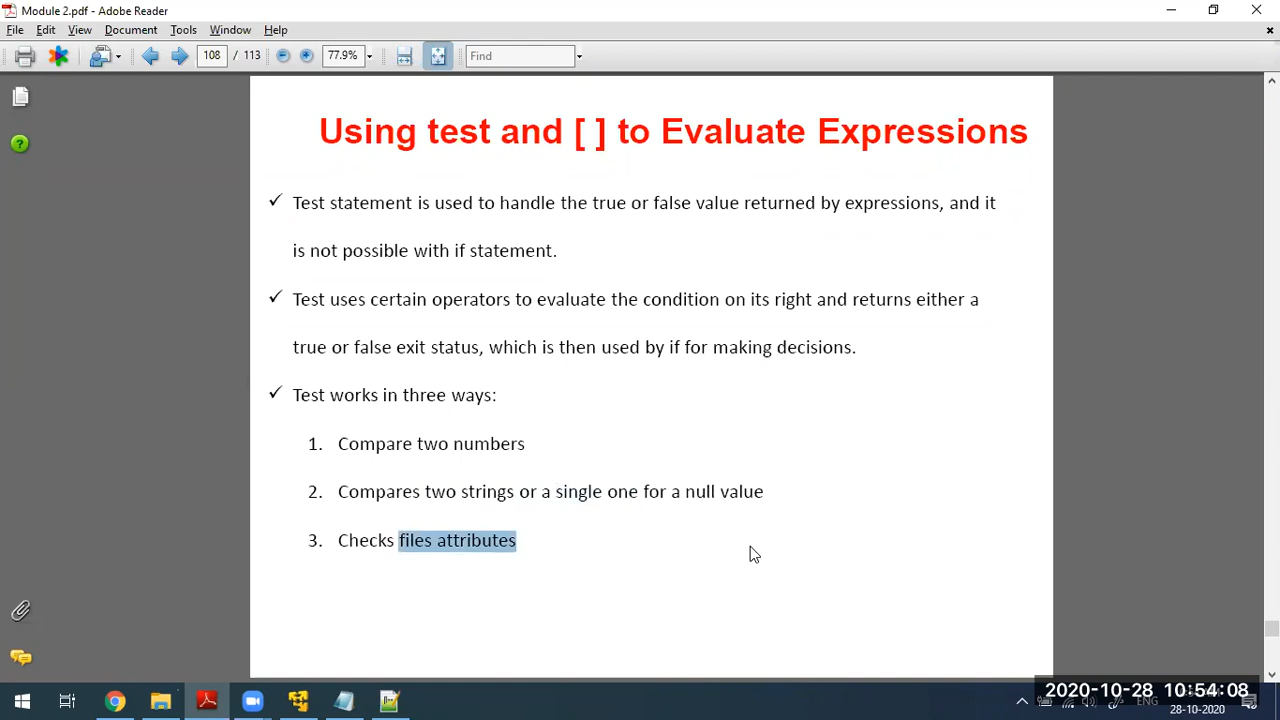 Module 2.pdf - Adobe Reader
File Edit View Document Tools Window Help
108 / 113 77.9% Find
Using test and [ ] to Evaluate Expressions
✓ Test statement is used to handle the true or false value returned by expressions, and it
is not possible with if statement.
✓ Test uses certain operators to evaluate the condition on its right and returns either a
true or false exit status, which is then used by if for making decisions.
✓ Test works in three ways:
1. Compare two numbers
2. Compares two strings or a single one for a null value
3. Checks files attributes
2020-10-28 10:54:08
ENG
28-10-2020